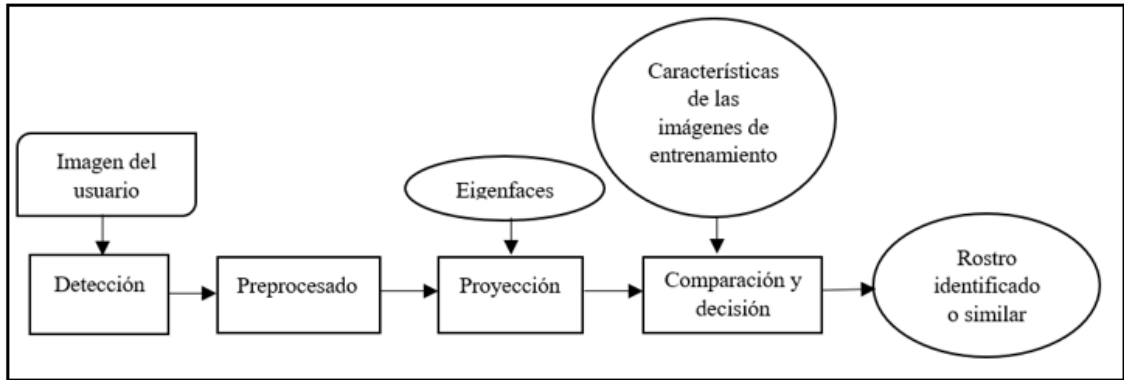 Características
de las
imágenes de
entrenamiento
Imagen del
usuario
Eigenfaces
Detección
Preprocesado
Proyección
Comparación y
decisión
Rostro
identificado
o similar